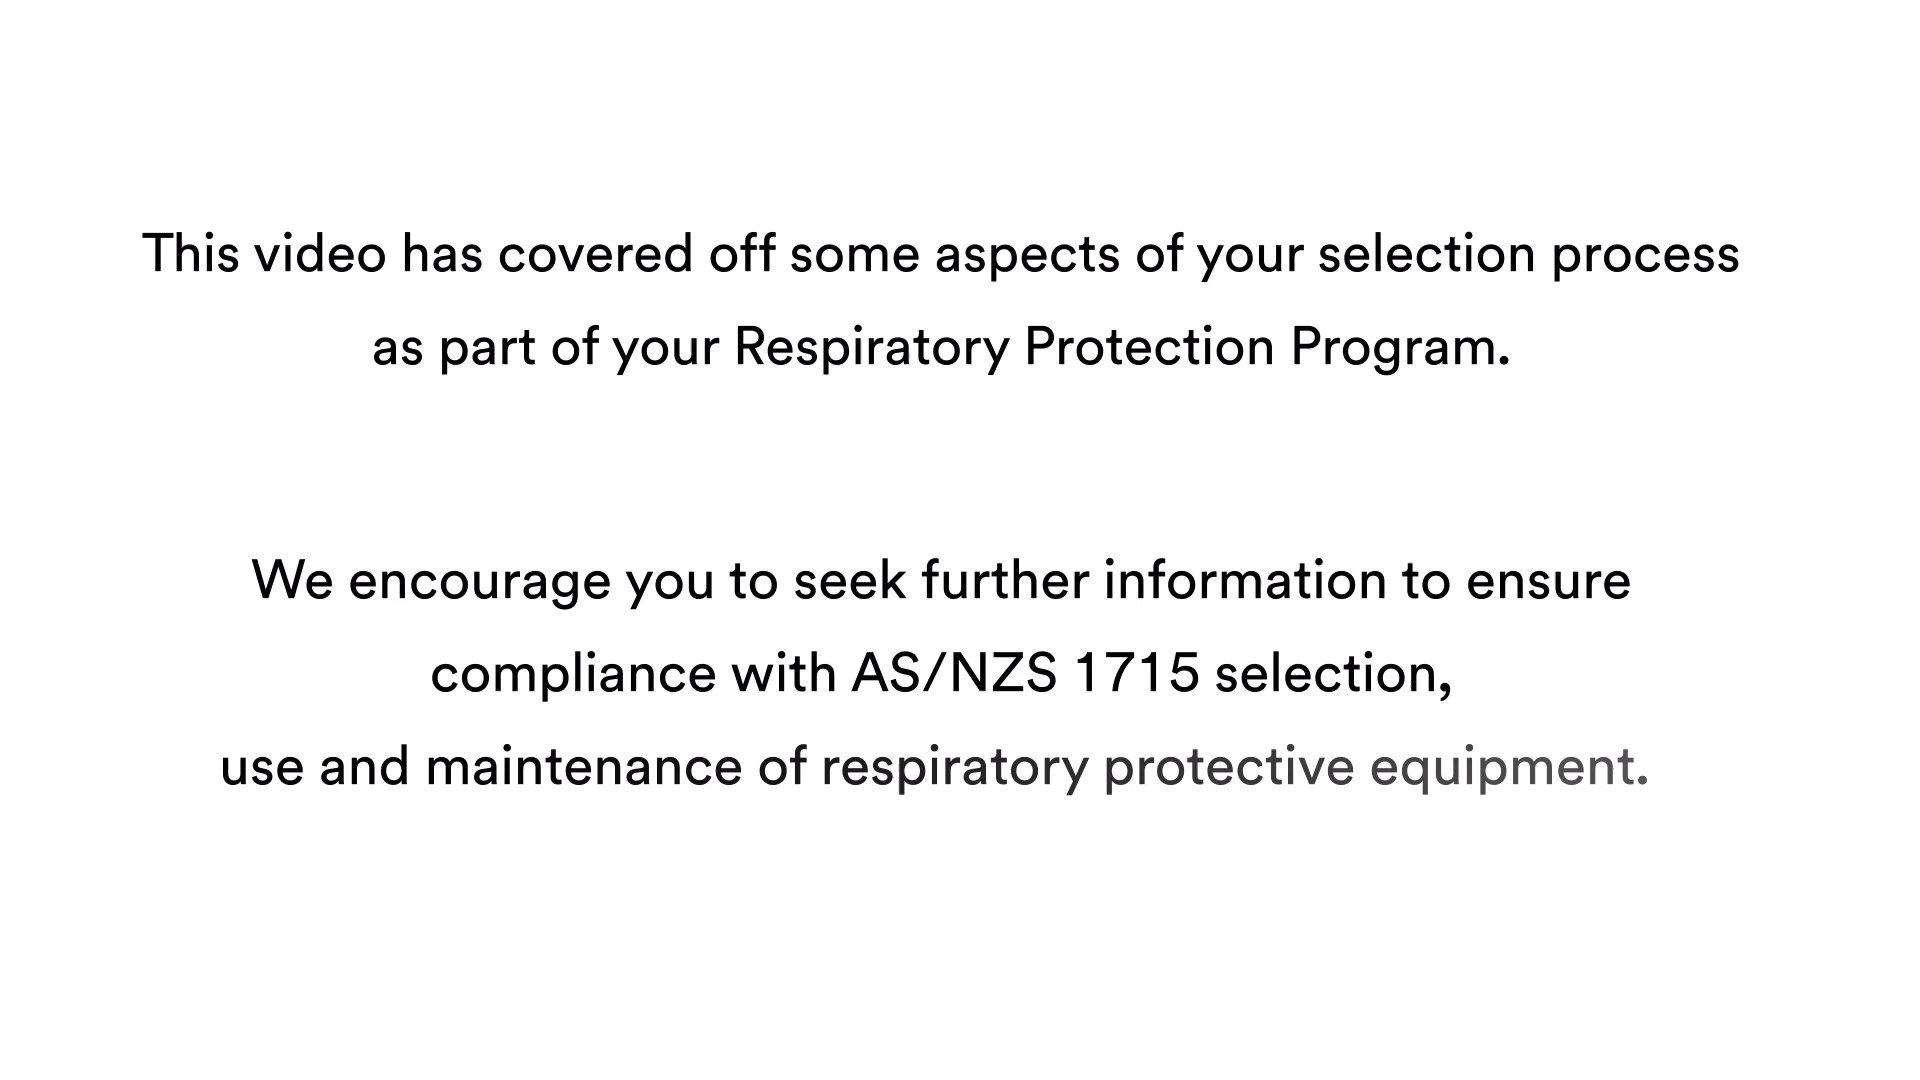 This video has covered off some aspects of your selection process
as part of your Respiratory Protection Program.
We encourage you to seek further information to ensure
compliance with AS/NZS 1715 selection,
use and maintenance of respiratory protective equipment.